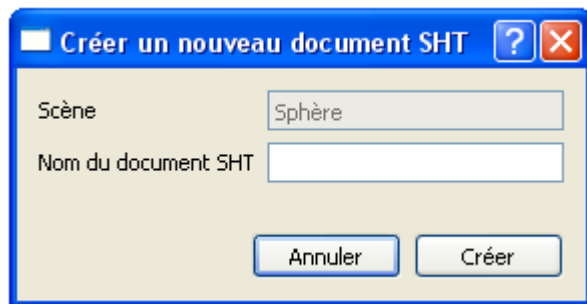 Créer un nouveau document SHT
Scène
Sphère
Nom du document SHT
Annuler
Créer